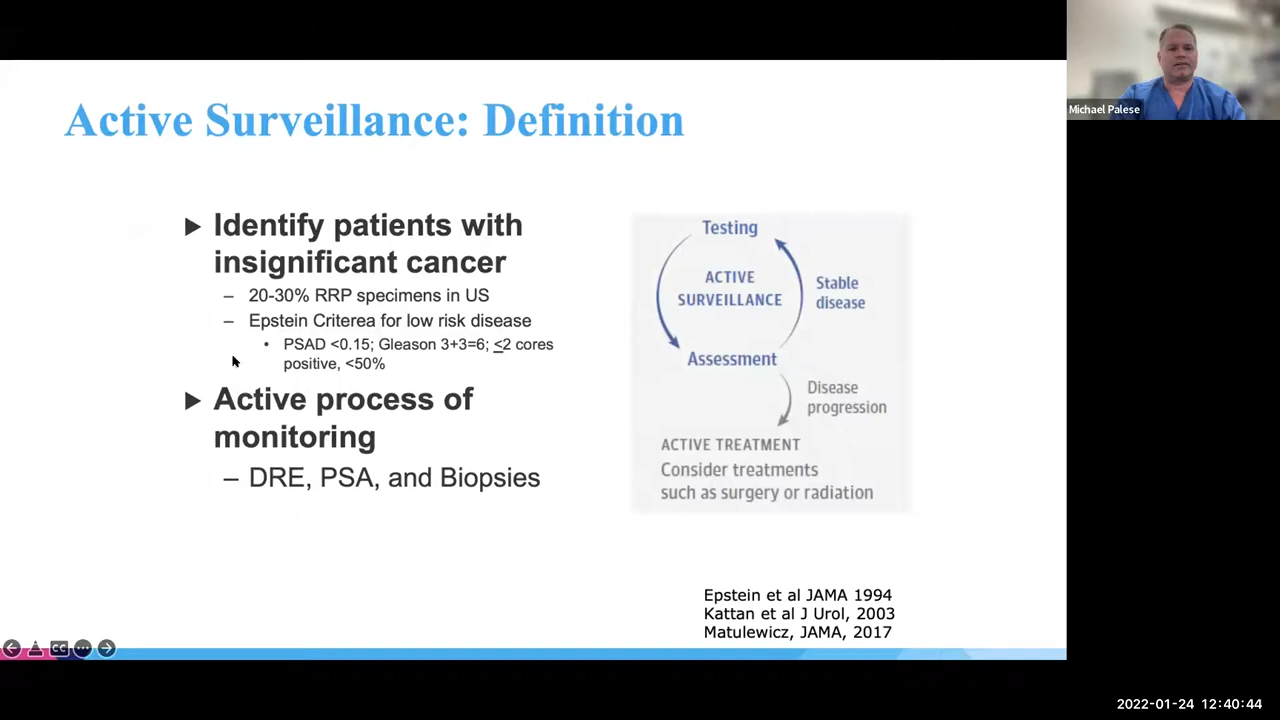 Michael Palese
Active Surveillance: Definition
Identify patients with
insignificant cancer
– 20-30% RRP specimens in US
– Epstein Criterea for low risk disease
• PSAD <0.15; Gleason 3+3=6; <2 cores
positive, <50%
Active process of
monitoring
– DRE, PSA, and Biopsies
Testing
ACTIVE
SURVEILLANCE
Stable
disease
Assessment
Disease
progression
ACTIVE TREATMENT
Consider treatments
such as surgery or radiation
Epstein et al JAMA 1994
Kattan et al J Urol, 2003
Matulewicz, JAMA, 2017
CC
2022-01-24 12:40:44